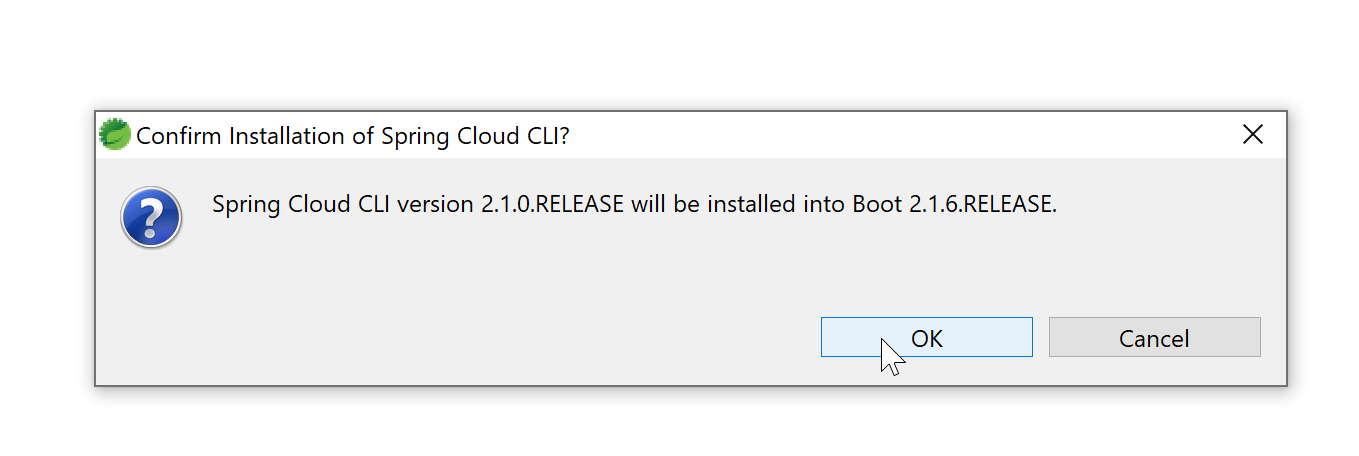 Confirm Installation of Spring Cloud CLI?
Spring Cloud CLI version 2.1.0.RELEASE will be installed into Boot 2.1.6.RELEASE.
OK Cancel